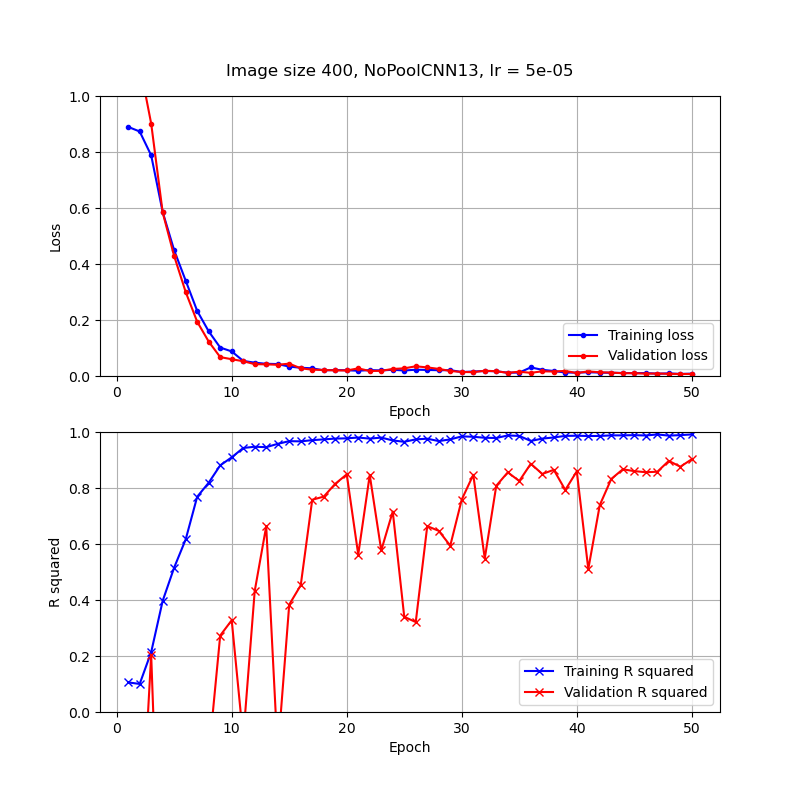 Image size 400, NoPoolCNN13, lr = 5e-05
1.0
0.8
0.6
0.4
0.2
0.0
Loss
Training loss
Validation loss
0 10 20 30 40 50
Epoch
1.0
0.8
0.6
0.4
0.2
0.0
R squared
Training R squared
Validation R squared
0 10 20 30 40 50
Epoch